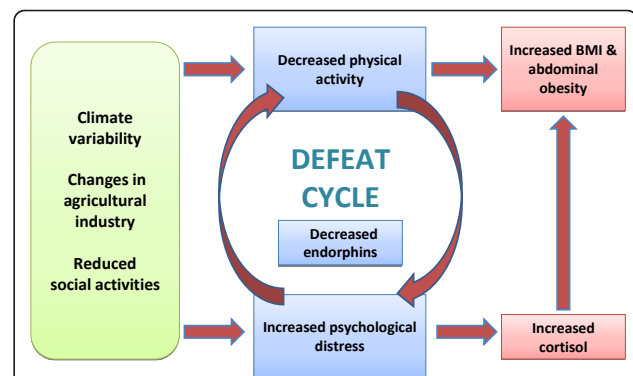 Climate
variability
Changes in
agricultural
industry
Reduced
social activities
Decreased physical
activity
DEFEAT
CYCLE
Decreased
endorphins
Increased psychological
distress
Increased BMI &
abdominal
obesity
Increased
cortisol